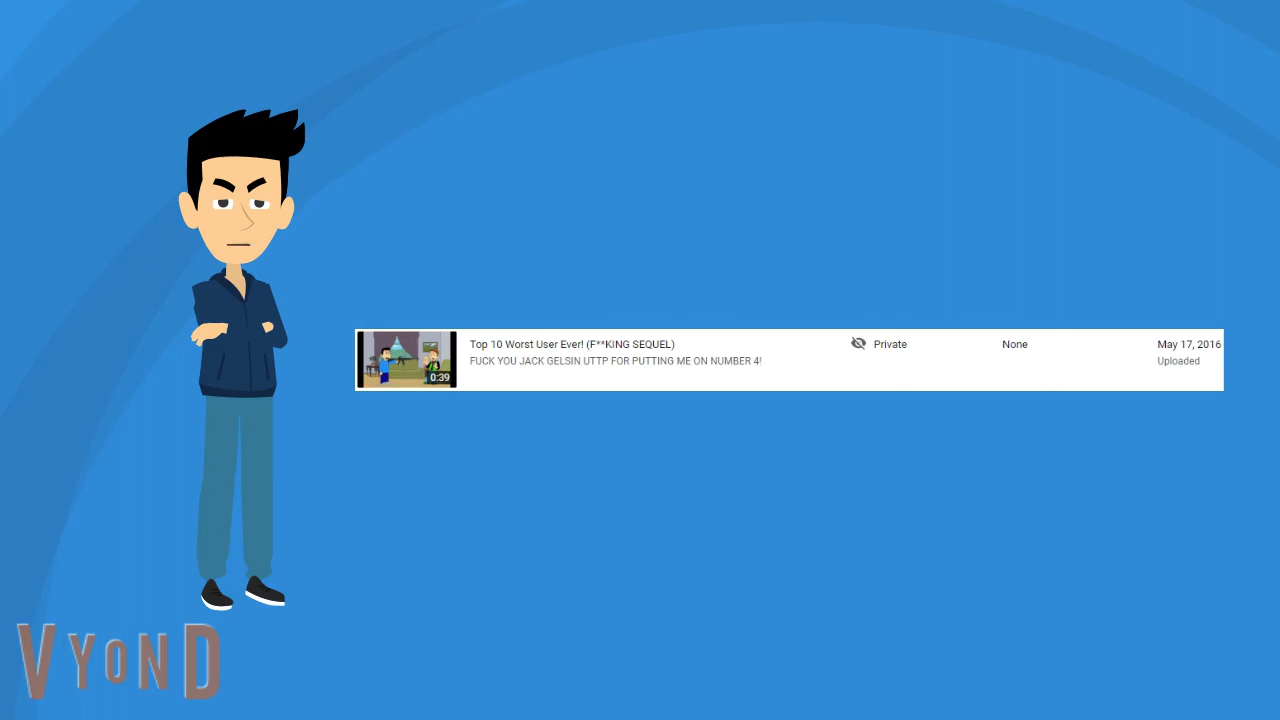 Top 10 Worst User Ever! (F**KING SEQUEL)
Private
None
May 17, 2016
FUCK YOU JACK GELSIN UTTP FOR PUTTING ME ON NUMBER 4!
Uploaded
0:39
VYOND